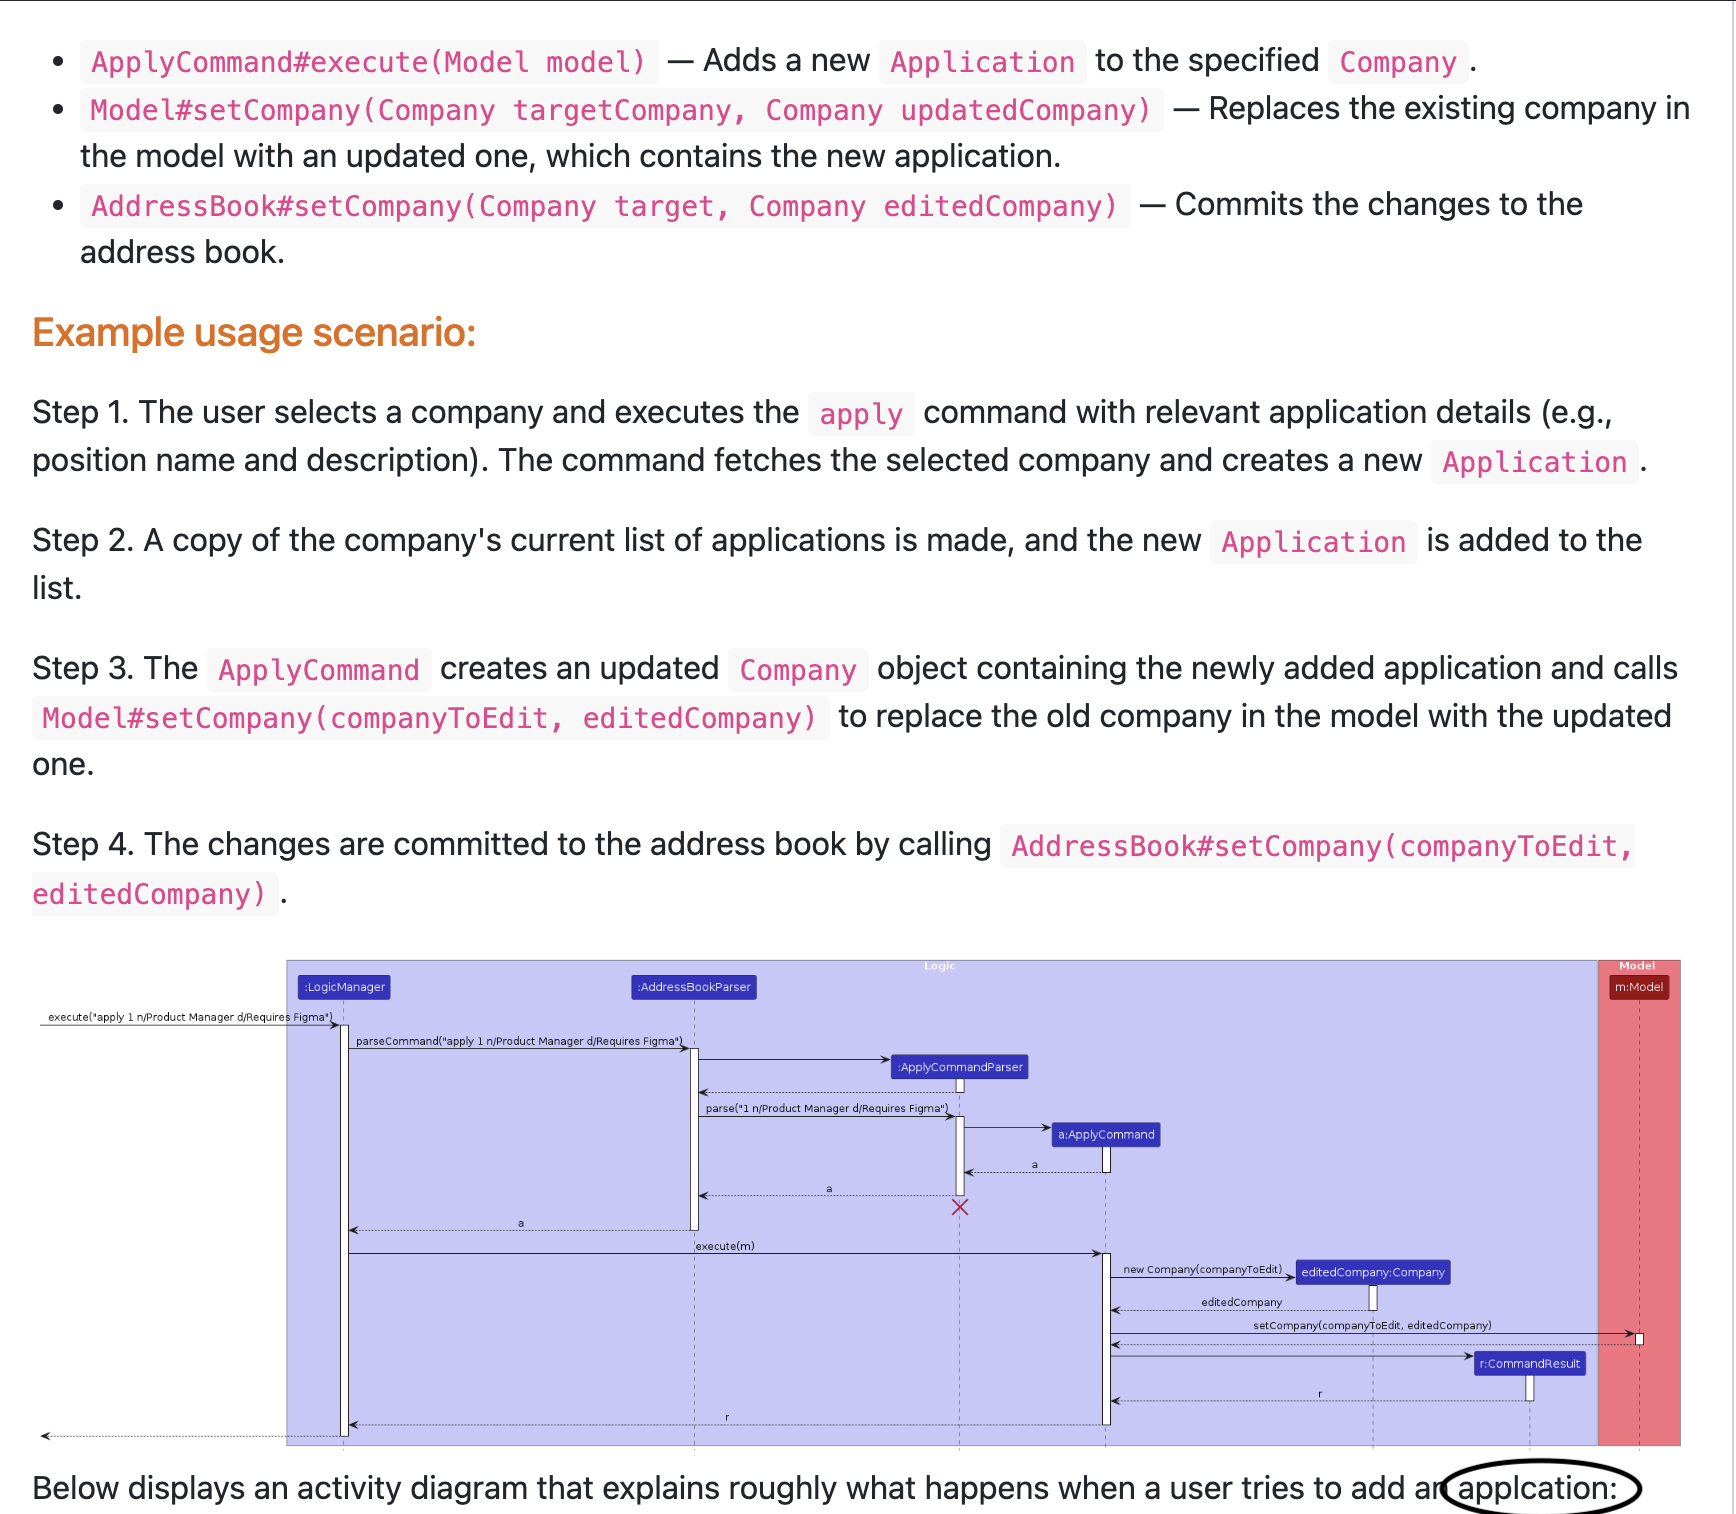 ApplyCommand#execute(Model model) — Adds a new Application to the specified Company.
Model#setCompany(Company targetCompany, Company updatedCompany) — Replaces the existing company in
the model with an updated one, which contains the new application.
AddressBook#setCompany(Company target, Company editedCompany) — Commits the changes to the
address book.
Example usage scenario:
Step 1. The user selects a company and executes the apply command with relevant application details (e.g.,
position name and description). The command fetches the selected company and creates a new Application.
Step 2. A copy of the company's current list of applications is made, and the new Application is added to the
list.
Step 3. The ApplyCommand creates an updated Company object containing the newly added application and calls
Model#setCompany(companyToEdit, editedCompany) to replace the old company in the model with the updated
one.
Step 4. The changes are committed to the address book by calling AddressBook#setCompany(companyToEdit,
editedCompany).
Logic
Model
:LogicManager
:AddressBookParser
m:Model
execute("apply 1 n/Product Manager d/Requires Figma")
parseCommand("apply 1 n/Product Manager d/Requires Figma")
:ApplyCommandParser
parse("1 n/Product Manager d/Requires Figma")
a:ApplyCommand
a
a
a
execute(m)
new Company(companyToEdit)
editedCompany:Company
editedCompany
setCompany(companyToEdit, editedCompany)
r:CommandResult
r
r
Below displays an activity diagram that explains roughly what happens when a user tries to add an applcation: